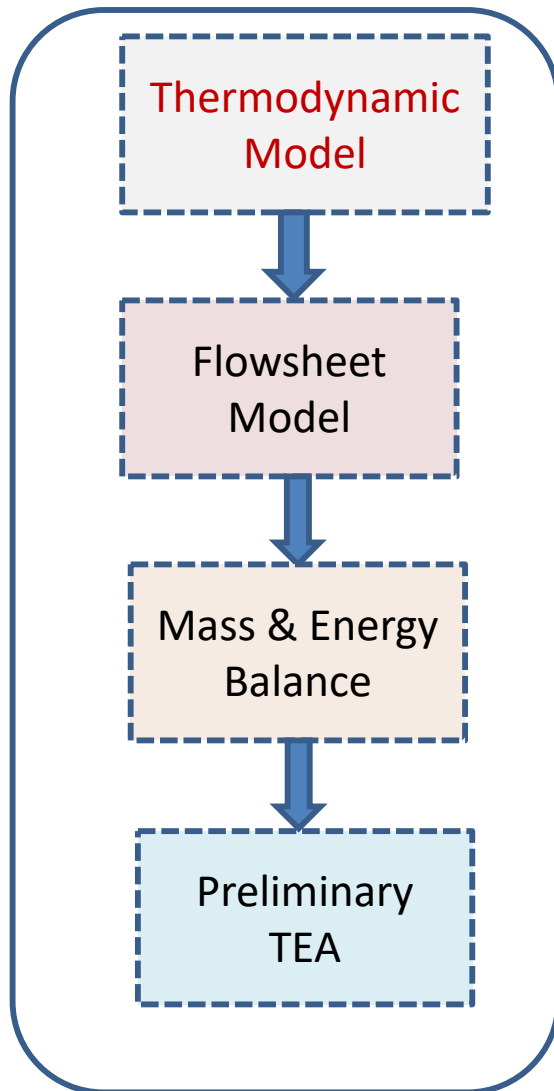 Thermodynamic
Model
Flowsheet
Model
Mass & Energy
Balance
Preliminary
TEA